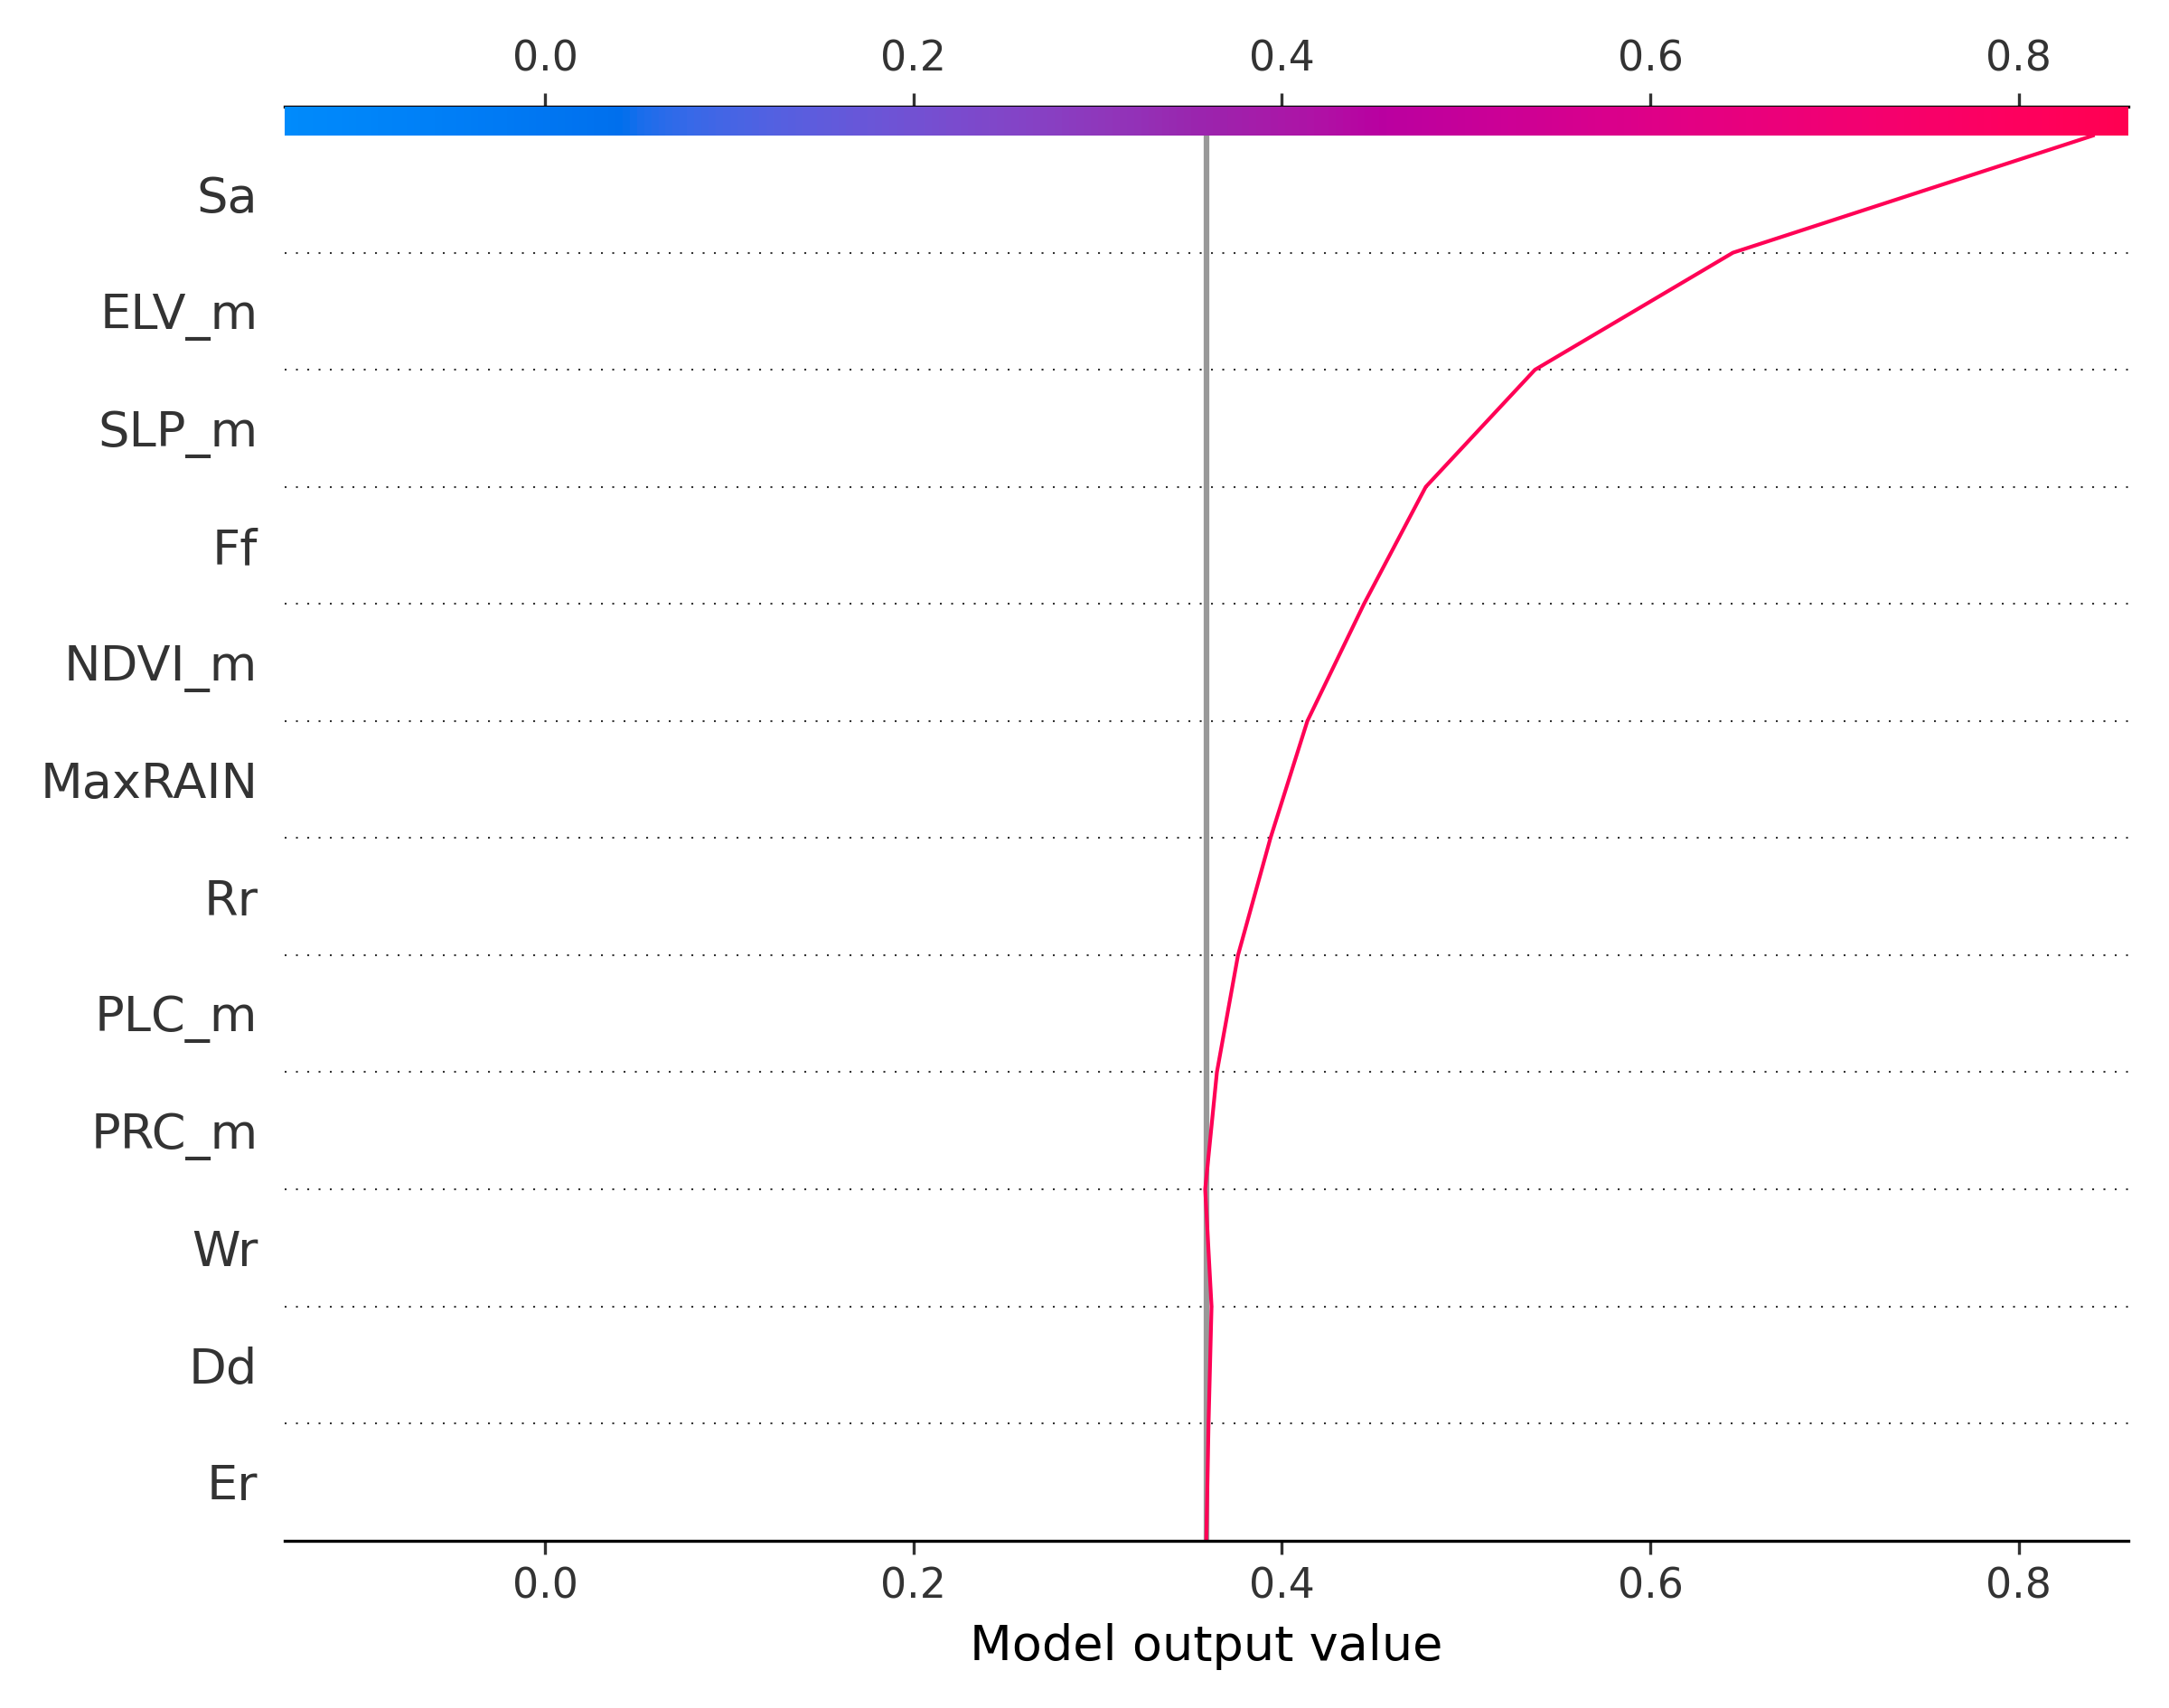 0.0 0.2 0.4 0.6 0.8
Sa
ELV_m
SLP_m
Ff
NDVI_m
MaxRAIN
Rr
PLC_m
PRC_m
Wr
Dd
Er
0.0 0.2 0.4 0.6 0.8
Model output value